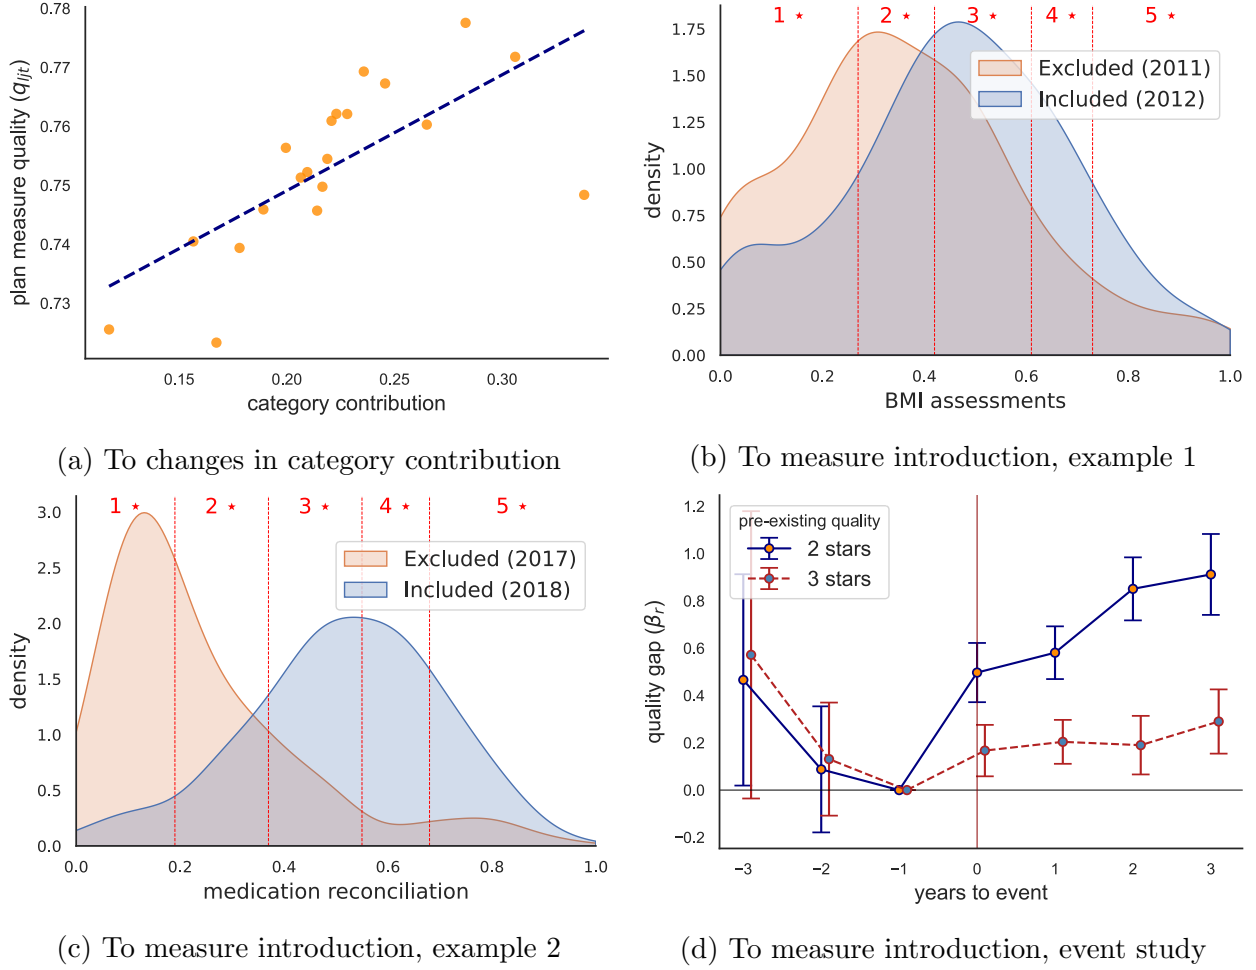 0.78
0.77
0.76
0.75
0.74
0.73
plan measure quality (q_ljt)
0.15 0.20 0.25 0.30
category contribution
(a) To changes in category contribution
1 ★ 2 ★ 3 ★ 4 ★ 5 ★
Excluded (2011)
Included (2012)
1.75
1.50
1.25
1.00
0.75
0.50
0.25
0.00
density
0.0 0.2 0.4 0.6 0.8 1.0
BMI assessments
(b) To measure introduction, example 1
1 ★ 2 ★ 3 ★ 4 ★ 5 ★
Excluded (2017)
Included (2018)
3.0
2.5
2.0
1.5
1.0
0.5
0.0
density
0.0 0.2 0.4 0.6 0.8 1.0
medication reconciliation
(c) To measure introduction, example 2
pre-existing quality
2 stars
3 stars
1.2
1.0
0.8
0.6
0.4
0.2
0.0
−0.2
quality gap (β_r)
−3 −2 −1 0 1 2 3
years to event
(d) To measure introduction, event study